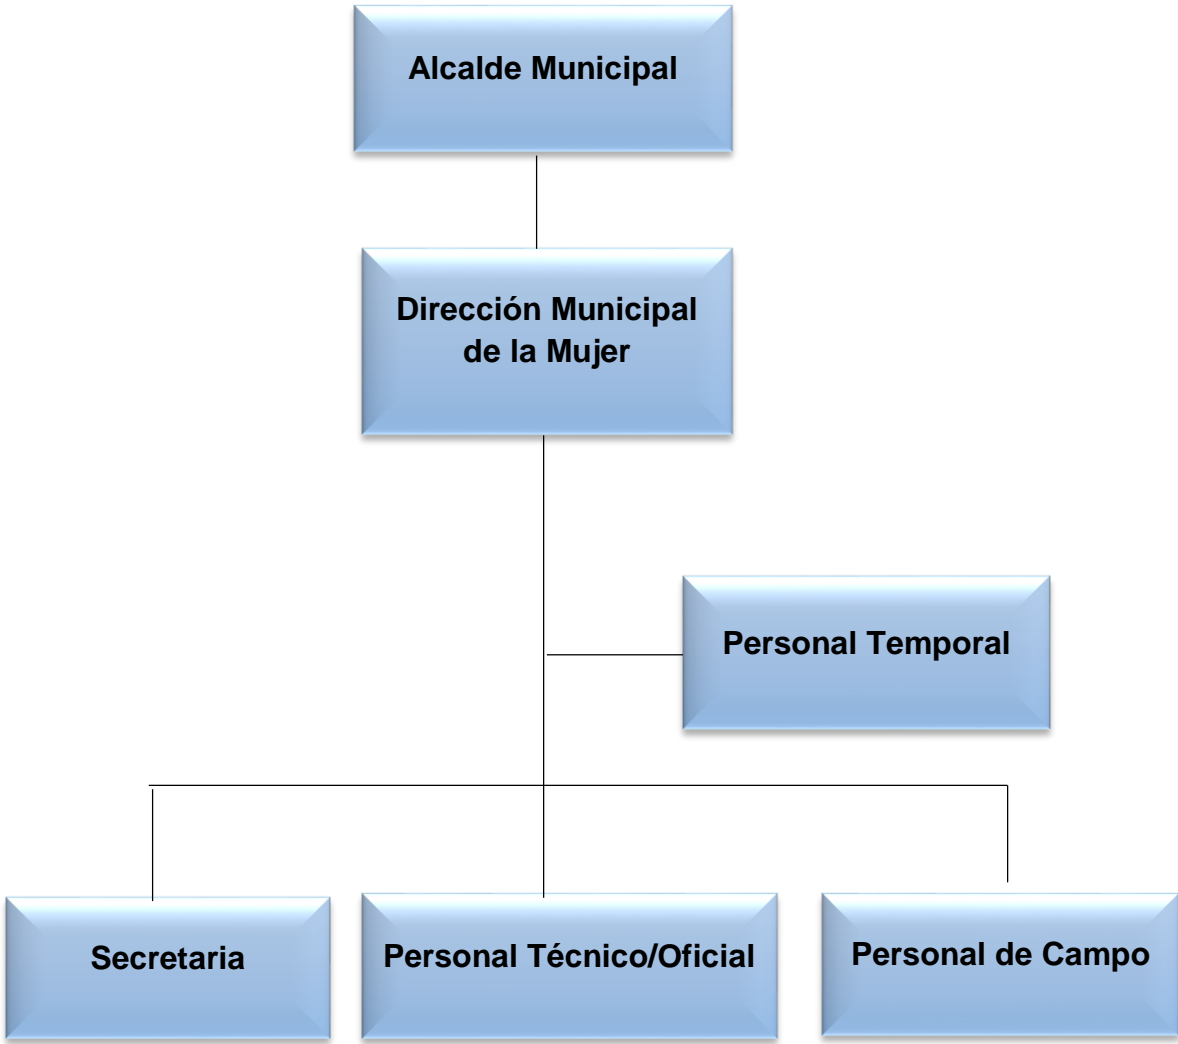 Alcalde Municipal
Dirección Municipal
de la Mujer
Personal Temporal
Secretaria
Personal Técnico/Oficial
Personal de Campo